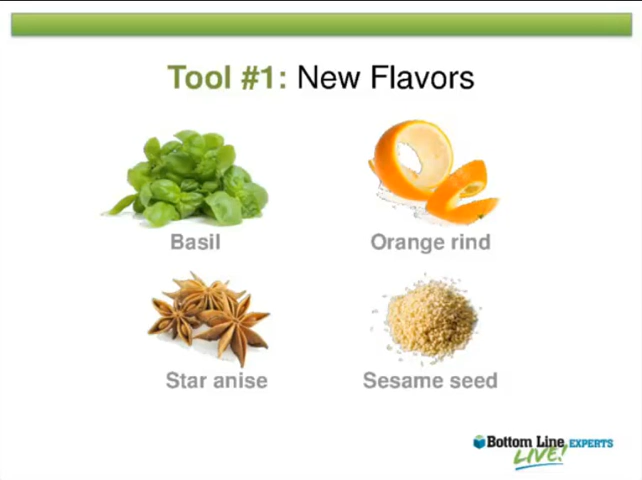 Tool #1: New Flavors
Basil
Orange rind
Star anise
Sesame seed
Bottom Line EXPERTS
LIVE!